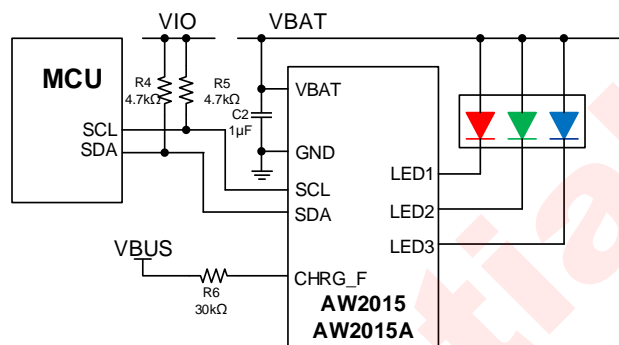 VIO
VBAT
MCU
R4
4.7kΩ
R5
4.7kΩ
C2
1µF
VBAT
GND
SCL
SDA
SCL
SDA
LED1
LED2
LED3
VBUS
R6
30kΩ
CHRG_F
AW2015
AW2015A